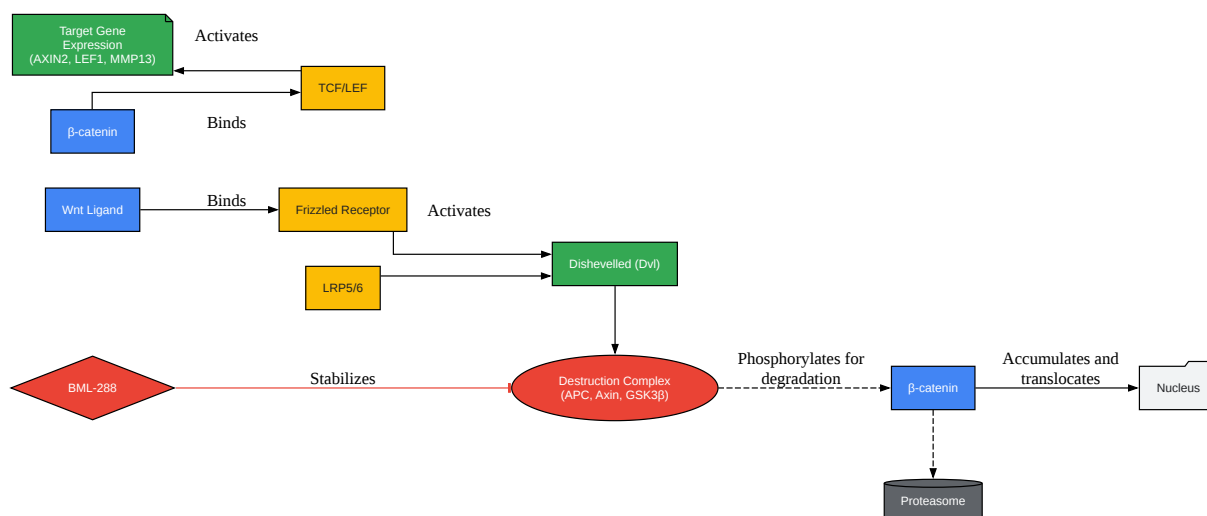 Target Gene
Expression
(AXIN2, LEF1, MMP13)
Activates
TCF/LEF
β-catenin
Binds
Wnt Ligand
Binds
Frizzled Receptor
Activates
Dishevelled (Dvl)
LRP5/6
BML-288
Stabilizes
Destruction Complex
(APC, Axin, GSK3β)
Phosphorylates for
degradation
β-catenin
Accumulates and
translocates
Nucleus
Proteasome